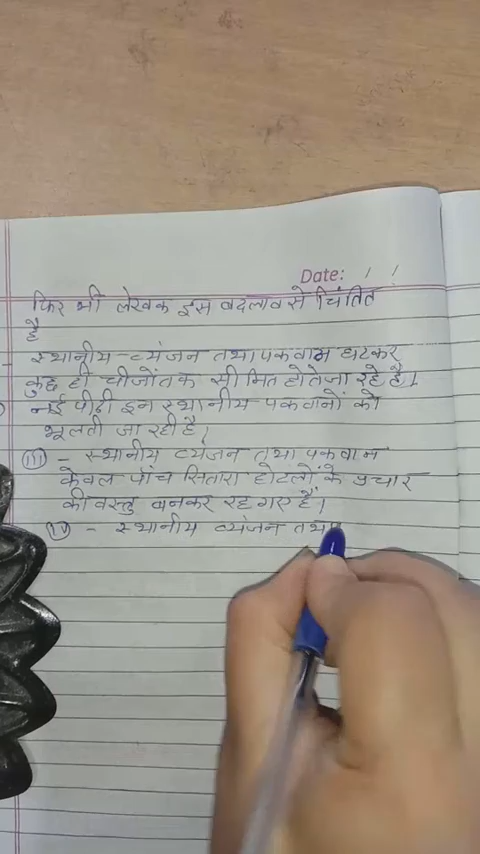 Date: / /
फिर भी लेखक इस बदलाव से चिंतित
है
स्थानीय-व्यंजन तथा पकवान घटकर
कुछ ही चीजों तक सीमित होते जा रहे है।
नई पीढ़ी इन स्थानीय पकवानों को
भूलती जा रही है।
(iii) - स्थानीय व्यंजन तथा पकवान
केवल पांच सितारा होटलों के प्रचार
की वस्तु बनकर रह गए हैं।
(iv) - स्थानीय व्यंजन तथा